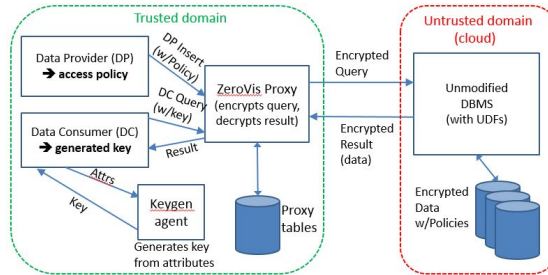 Trusted domain
Untrusted domain
(cloud)
Data Provider (DP)
➔ access policy
DP Insert
(w/Policy)
DC Query
(w/key)
Result
Data Consumer (DC)
➔ generated key
Attrs
Key
Keygen
agent
Generates key
from attributes
ZeroVis Proxy
(encrypts query,
decrypts result)
Proxy
tables
Encrypted
Query
Encrypted
Result
(data)
Unmodified
DBMS
(with UDFs)
Encrypted
Data
w/Policies